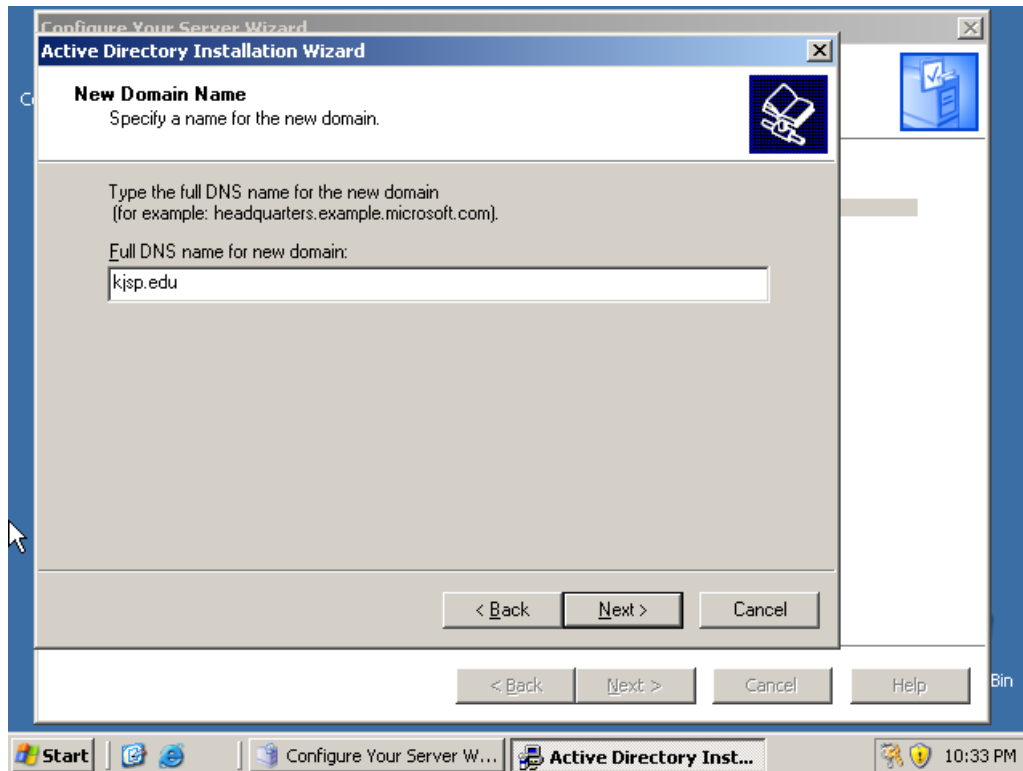 Configure Your Server Wizard
Active Directory Installation Wizard
New Domain Name
Specify a name for the new domain.
Type the full DNS name for the new domain
(for example: headquarters.example.microsoft.com).
Full DNS name for new domain:
kjsp.edu
< Back
Next >
Cancel
< Back
Next >
Cancel
Help
Bin
Start
Configure Your Server W...
Active Directory Inst...
10:33 PM